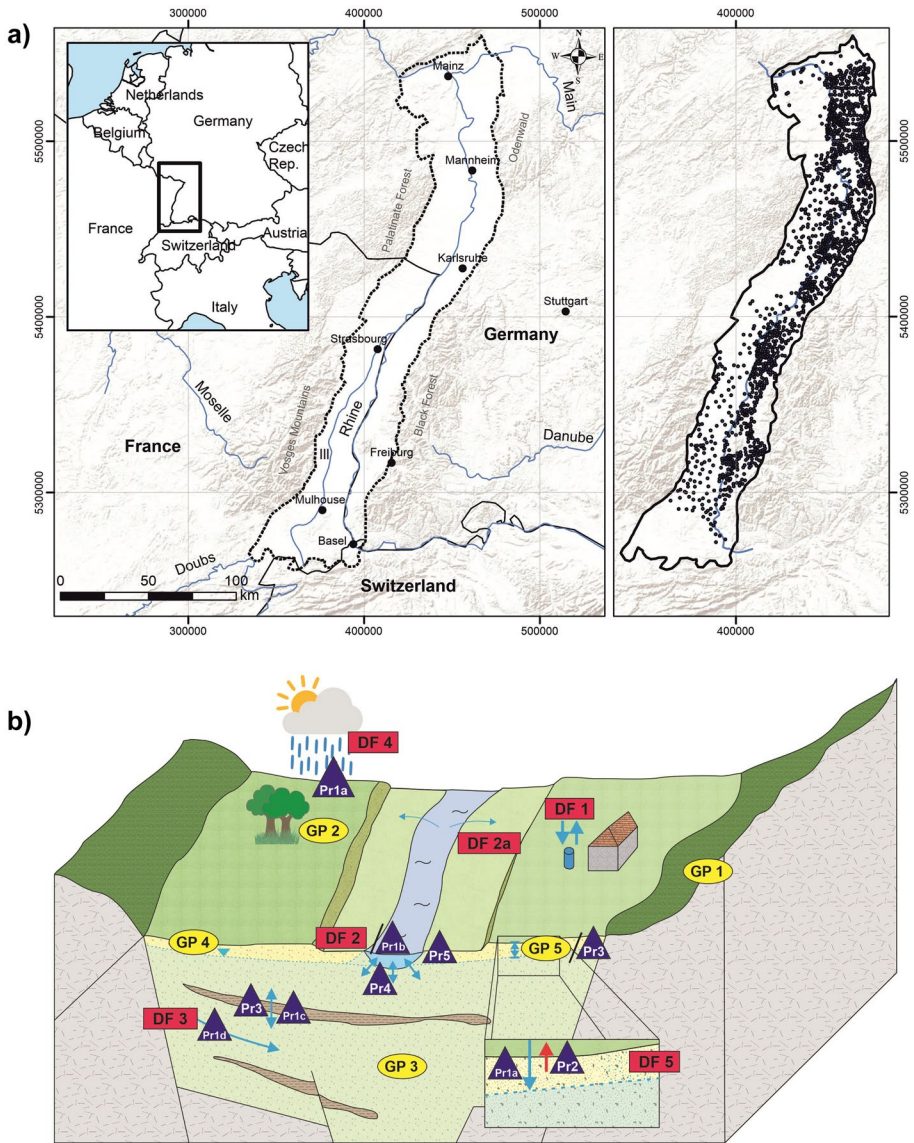 a)
300000 400000 500000 400000
Netherlands
Belgium
Germany
Czech
Rep.
France
Austria
Switzerland
Italy
Mainz
N
W E
S
Main
5500000 5500000
Mannheim
Odenwald
Palatinate Forest
Karlsruhe
Stuttgart
5400000 5400000
Germany
Strasbourg
Moselle
Vosges Mountains
Rhine
Black Forest
France
Danube
Ill
Freiburg
5300000 5300000
Mulhouse
Basel
Doubs
Switzerland
0 50 100
km
300000 400000 500000 400000
b)
DF 4
Pr1a
GP 2
DF 1
DF 2a
GP 1
GP 4
DF 2
Pr1b
Pr5
GP 5
Pr3
Pr4
Pr3
Pr1c
DF 3
Pr1d
GP 3
Pr1a
Pr2
DF 5